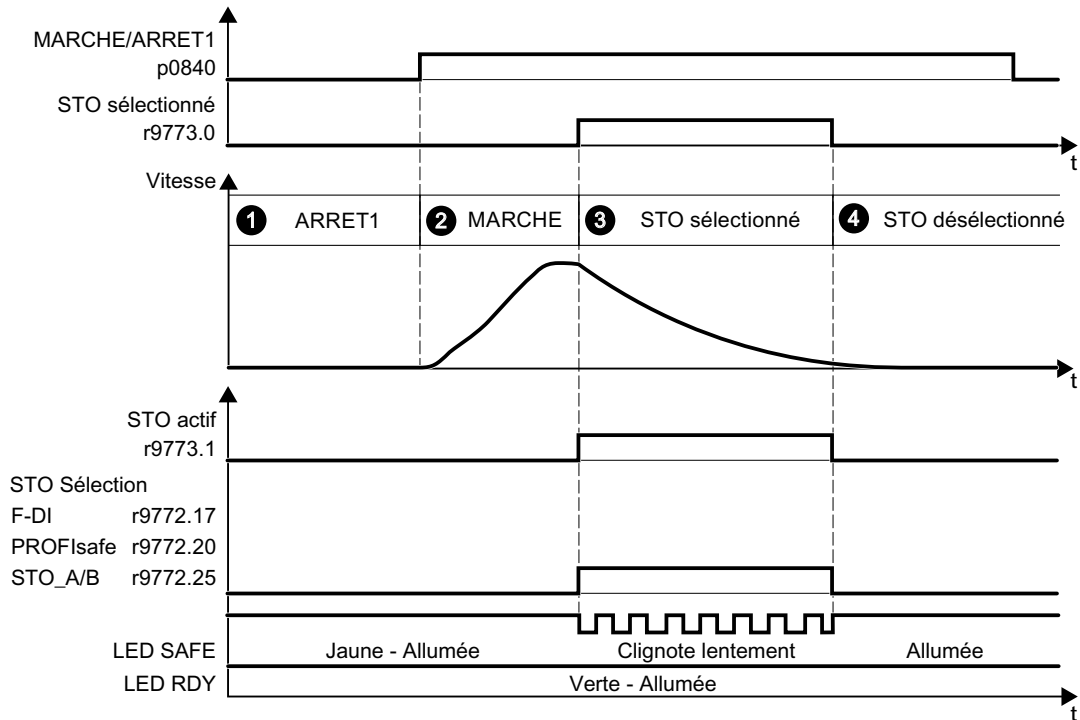 MARCHE/ARRET1
p0840
STO sélectionné
r9773.0
t
Vitesse
1 ARRET1 2 MARCHE 3 STO sélectionné 4 STO désélectionné
t
STO actif
r9773.1
STO Sélection
F-DI r9772.17
PROFIsafe r9772.20
STO_A/B r9772.25
LED SAFE Jaune - Allumée Clignote lentement Allumée
LED RDY Verte - Allumée
t